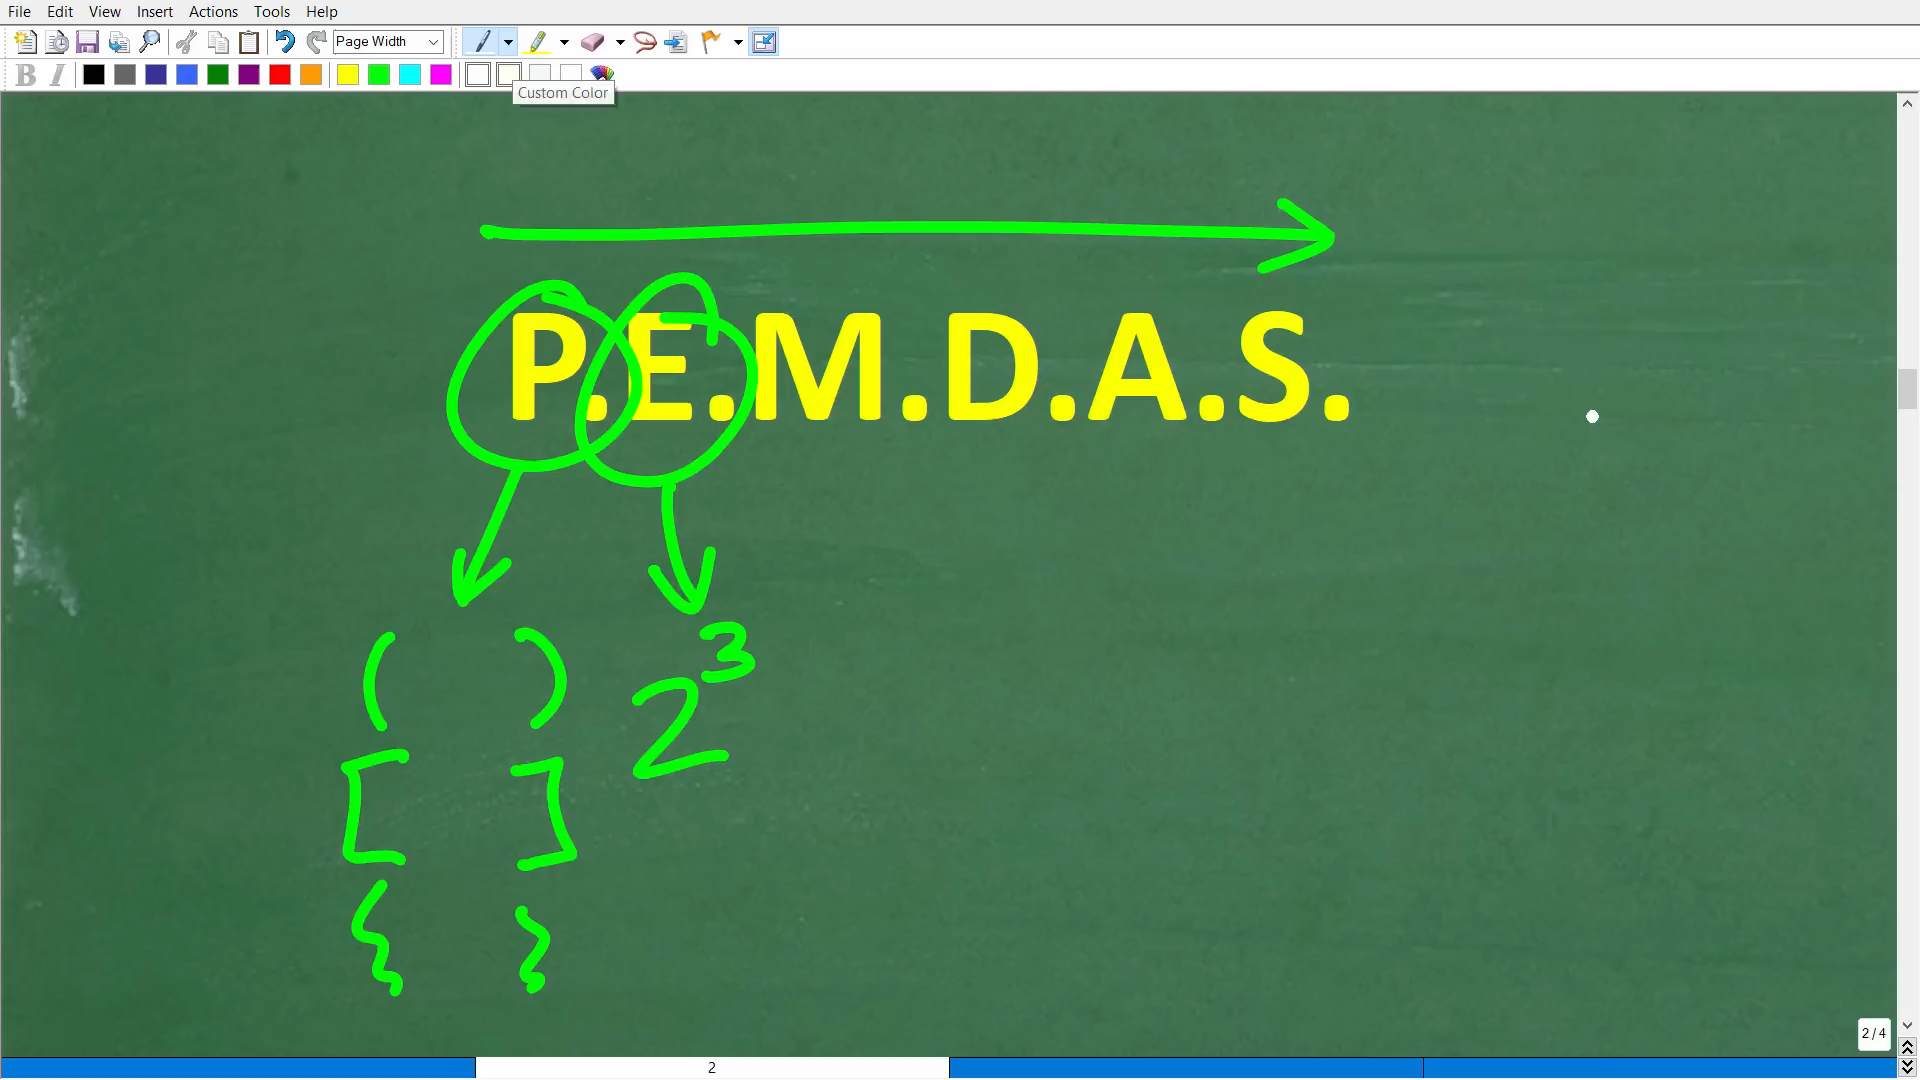 File Edit View Insert Actions Tools Help
Page Width
B I
Custom Color
P.E.M.D.A.S.
( ) 2³
[ ]
{ }
2 / 4
2